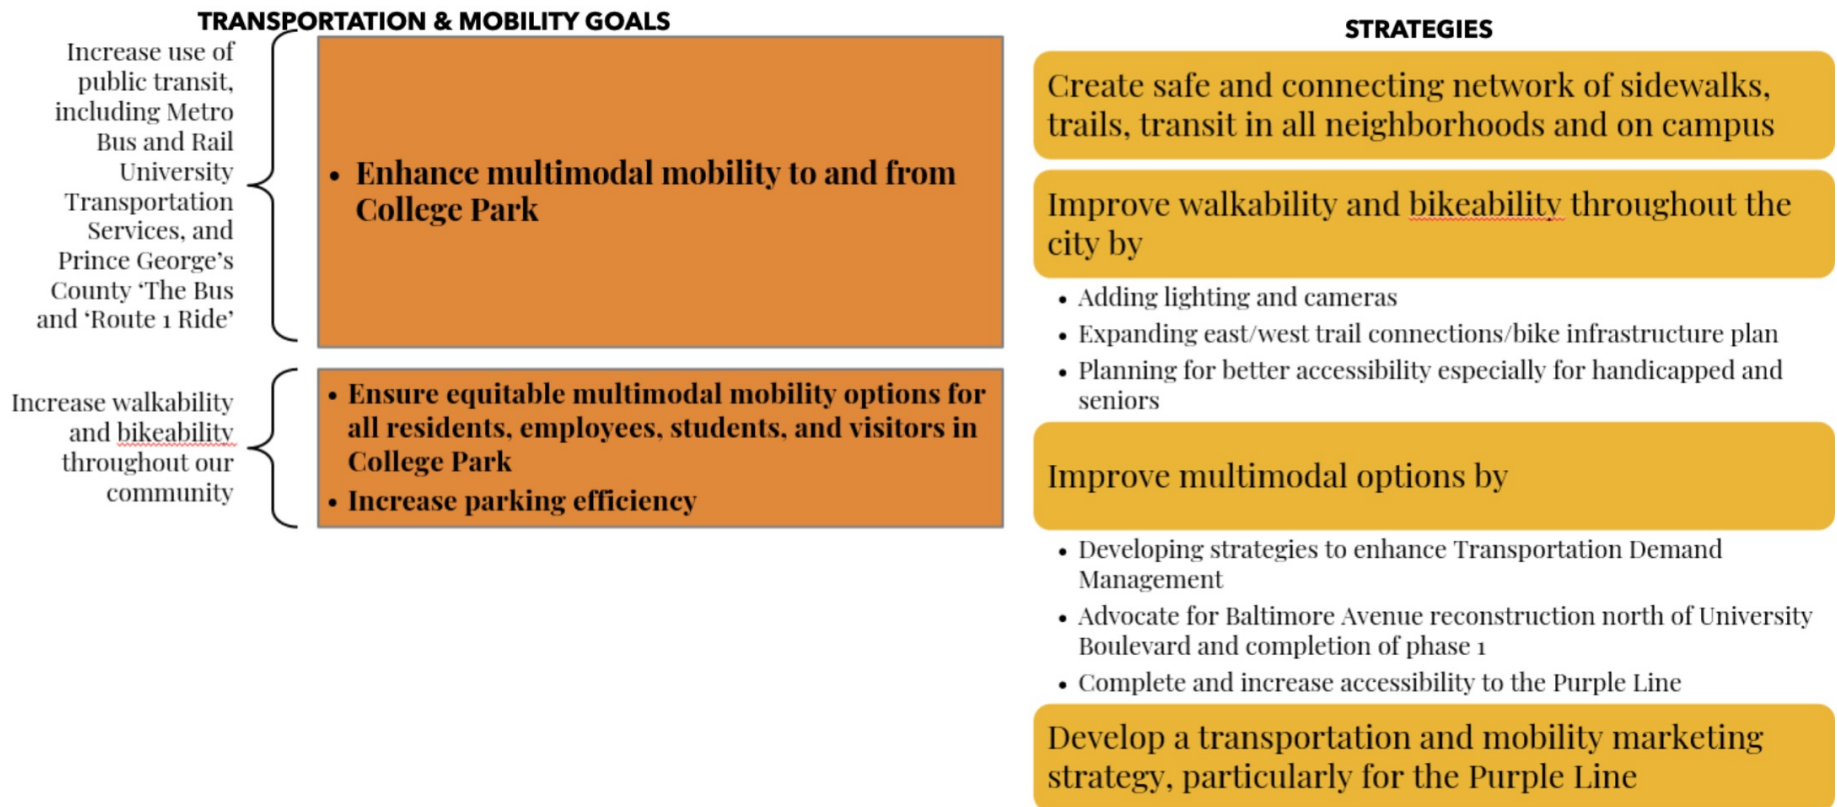 TRANSPORTATION & MOBILITY GOALS
Increase use of
public transit,
including Metro
Bus and Rail
University
Transportation
Services, and
Prince George’s
County ‘The Bus
and ‘Route 1 Ride’
• Enhance multimodal mobility to and from
College Park
Increase walkability
and bikeability
throughout our
community
• Ensure equitable multimodal mobility options for
all residents, employees, students, and visitors in
College Park
• Increase parking efficiency
STRATEGIES
Create safe and connecting network of sidewalks,
trails, transit in all neighborhoods and on campus
Improve walkability and bikeability throughout the
city by
• Adding lighting and cameras
• Expanding east/west trail connections/bike infrastructure plan
• Planning for better accessibility especially for handicapped and
seniors
Improve multimodal options by
• Developing strategies to enhance Transportation Demand
Management
• Advocate for Baltimore Avenue reconstruction north of University
Boulevard and completion of phase 1
• Complete and increase accessibility to the Purple Line
Develop a transportation and mobility marketing
strategy, particularly for the Purple Line